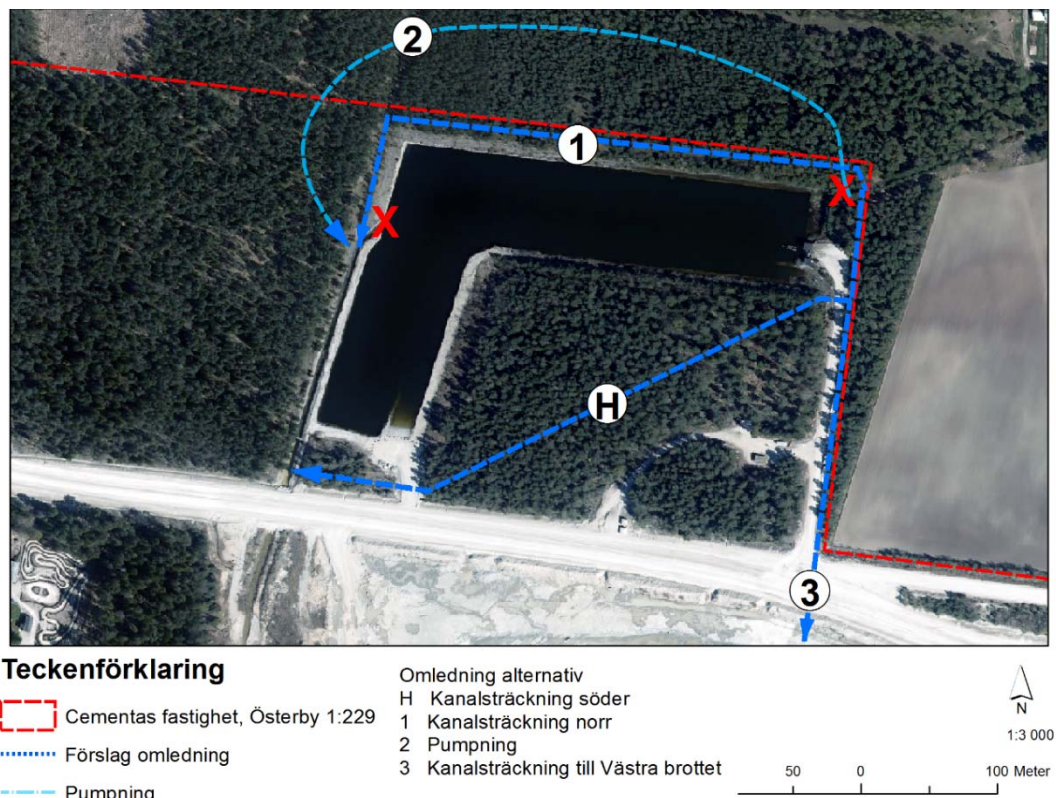 2
1
X
X
H
3
Teckenförklaring
Cementas fastighet, Österby 1:229
Förslag omledning
Pumpning
Omledning alternativ
H Kanalsträckning söder
1 Kanalsträckning norr
2 Pumpning
3 Kanalsträckning till Västra brottet
N
1:3 000
50 0 100 Meter